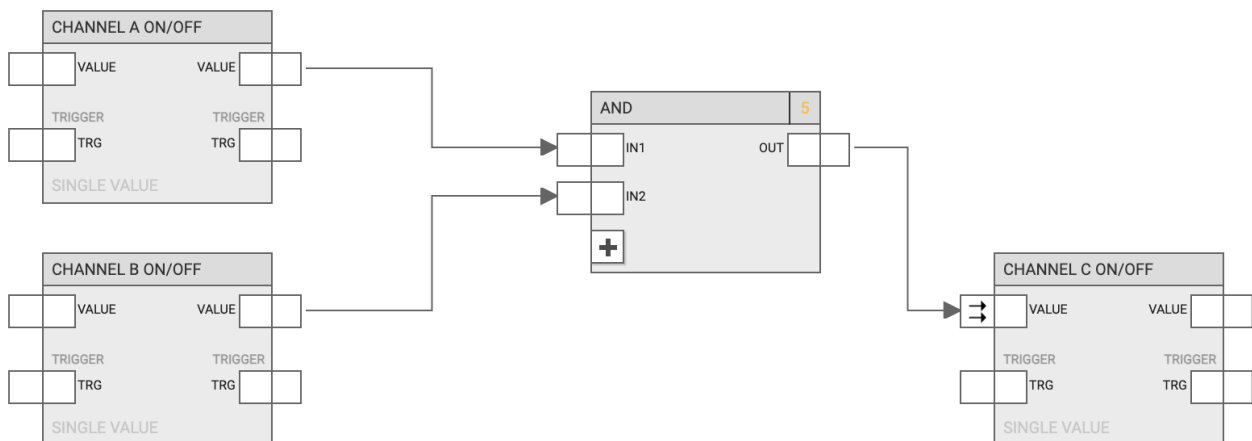 CHANNEL A ON/OFF
VALUE VALUE
TRIGGER TRIGGER
TRG TRG
SINGLE VALUE
AND 5
IN1 OUT
IN2
CHANNEL B ON/OFF
VALUE VALUE
TRIGGER TRIGGER
TRG TRG
SINGLE VALUE
CHANNEL C ON/OFF
VALUE VALUE
TRIGGER TRIGGER
TRG TRG
SINGLE VALUE